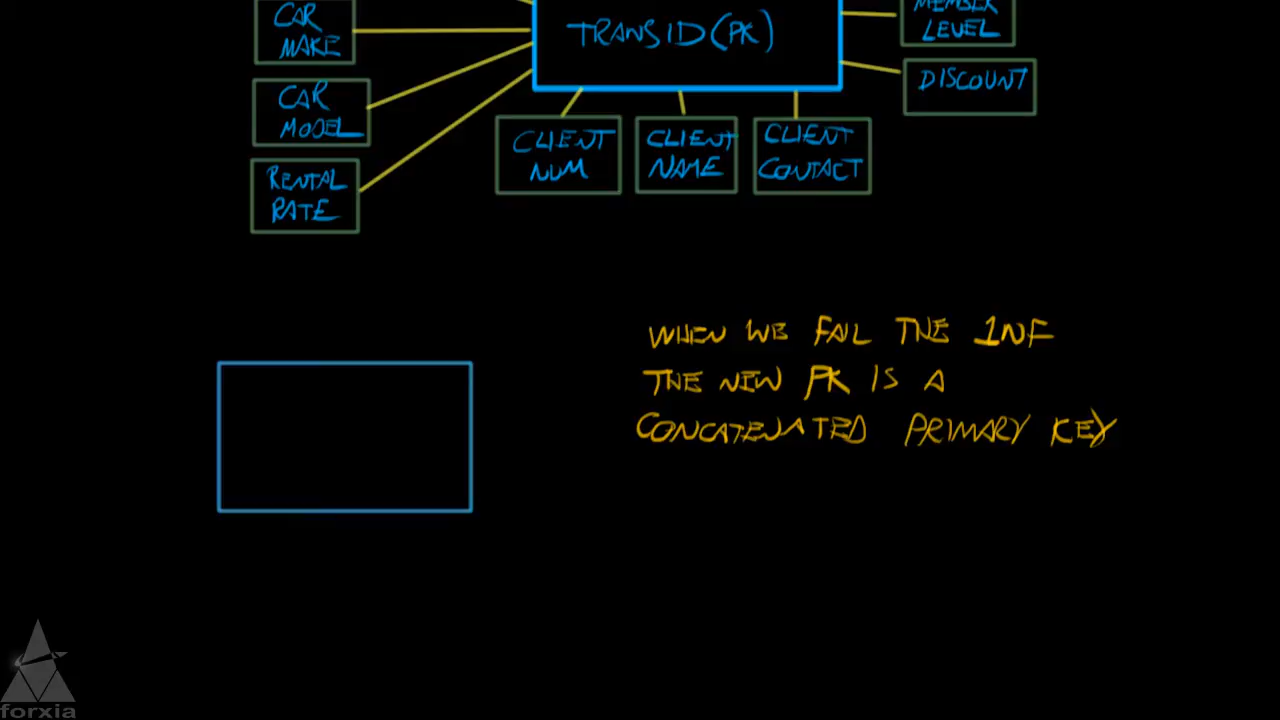 CAR
MAKE
TRANSID(PK)
MEMBER
LEVEL
DISCOUNT
CAR
MODEL
CLIENT
NUM
CLIENT
NAME
CLIENT
CONTACT
RENTAL
RATE
WHEN WE FAIL THE 1NF
THE NEW PK IS A
CONCATENATED PRIMARY KEY
forxia